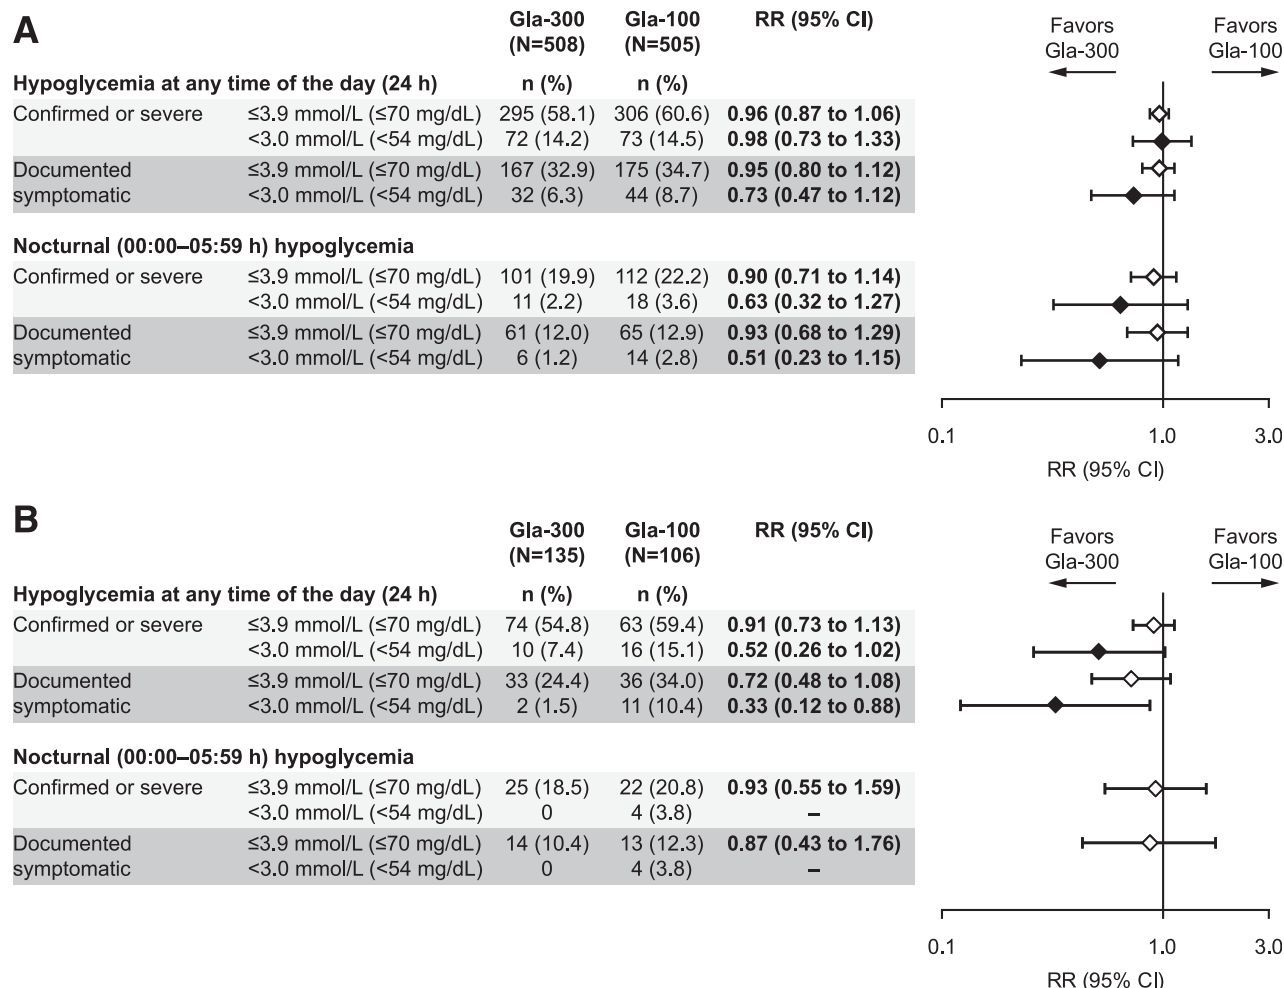 A
Gla-300 Gla-100 RR (95% CI)
(N=508) (N=505)
Favors Favors
Gla-300 Gla-100
Hypoglycemia at any time of the day (24 h) n (%) n (%)
Confirmed or severe ≤3.9 mmol/L (≤70 mg/dL) 295 (58.1) 306 (60.6) 0.96 (0.87 to 1.06)
<3.0 mmol/L (<54 mg/dL) 72 (14.2) 73 (14.5) 0.98 (0.73 to 1.33)
Documented ≤3.9 mmol/L (≤70 mg/dL) 167 (32.9) 175 (34.7) 0.95 (0.80 to 1.12)
symptomatic <3.0 mmol/L (<54 mg/dL) 32 (6.3) 44 (8.7) 0.73 (0.47 to 1.12)
Nocturnal (00:00–05:59 h) hypoglycemia
Confirmed or severe ≤3.9 mmol/L (≤70 mg/dL) 101 (19.9) 112 (22.2) 0.90 (0.71 to 1.14)
<3.0 mmol/L (<54 mg/dL) 11 (2.2) 18 (3.6) 0.63 (0.32 to 1.27)
Documented ≤3.9 mmol/L (≤70 mg/dL) 61 (12.0) 65 (12.9) 0.93 (0.68 to 1.29)
symptomatic <3.0 mmol/L (<54 mg/dL) 6 (1.2) 14 (2.8) 0.51 (0.23 to 1.15)
0.1 1.0 3.0
RR (95% CI)
B
Gla-300 Gla-100 RR (95% CI)
(N=135) (N=106)
Favors Favors
Gla-300 Gla-100
Hypoglycemia at any time of the day (24 h) n (%) n (%)
Confirmed or severe ≤3.9 mmol/L (≤70 mg/dL) 74 (54.8) 63 (59.4) 0.91 (0.73 to 1.13)
<3.0 mmol/L (<54 mg/dL) 10 (7.4) 16 (15.1) 0.52 (0.26 to 1.02)
Documented ≤3.9 mmol/L (≤70 mg/dL) 33 (24.4) 36 (34.0) 0.72 (0.48 to 1.08)
symptomatic <3.0 mmol/L (<54 mg/dL) 2 (1.5) 11 (10.4) 0.33 (0.12 to 0.88)
Nocturnal (00:00–05:59 h) hypoglycemia
Confirmed or severe ≤3.9 mmol/L (≤70 mg/dL) 25 (18.5) 22 (20.8) 0.93 (0.55 to 1.59)
<3.0 mmol/L (<54 mg/dL) 0 4 (3.8) –
Documented ≤3.9 mmol/L (≤70 mg/dL) 14 (10.4) 13 (12.3) 0.87 (0.43 to 1.76)
symptomatic <3.0 mmol/L (<54 mg/dL) 0 4 (3.8) –
0.1 1.0 3.0
RR (95% CI)